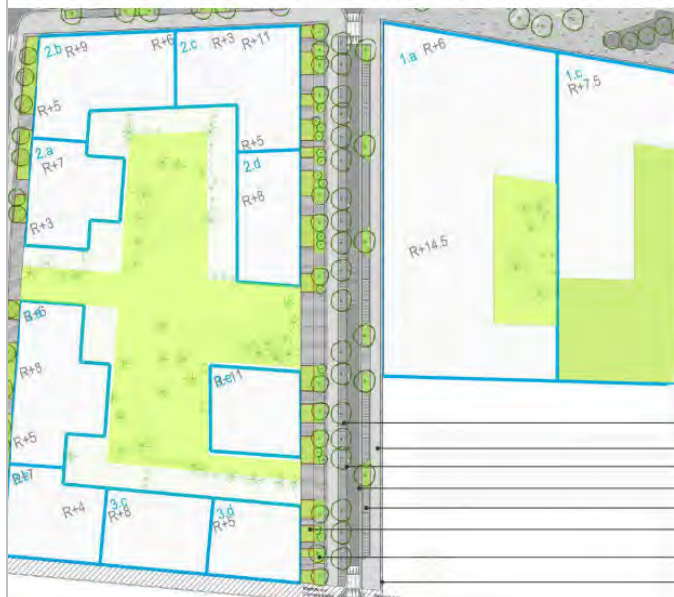 2.b R+9
R+6
2.c
R+3
R+11
R+5
2.a
R+7
R+5
2.d
R+8
R+3
1.a R+6
1.c
R+7.5
R+14.5
R+8
R+5
R+4
3.c
R+8
3.d
R+5